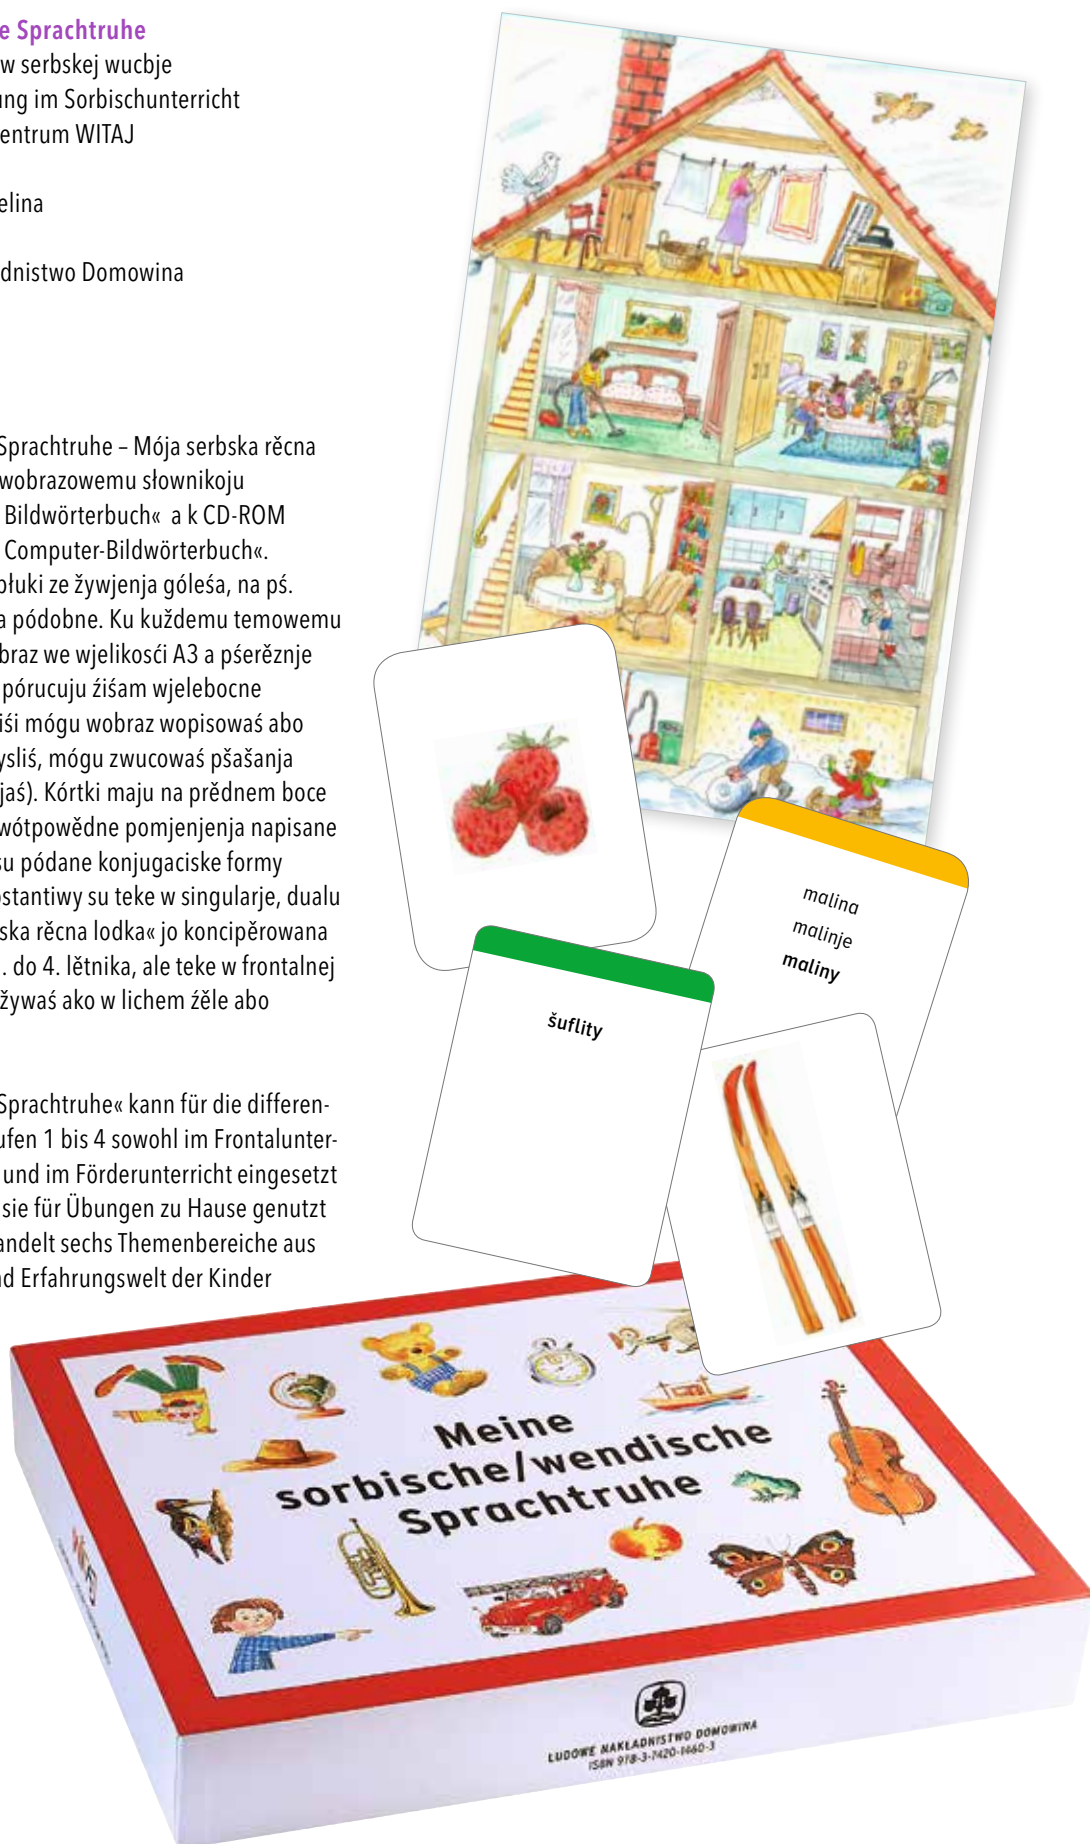 e Sprachtruhe
w serbskej wucbje
ung im Sorbischunterricht
entrum WITAJ
elina
dnistwo Domowina
Sprachtruhe – Mója serbska rěcna
wobrazowemu słownikoju
Bildwörterbuch« a k CD-ROM
Computer-Bildwörterbuch«.
błuki ze žywjenja góleśa, na pś.
a pódobne. Ku kuždemu temowemu
braz we wjelikosći A3 a pśerěznje
pórucuju źiśam wjelebocne
iśi mógu wobraz wopisowaś abo
ysliś, mógu zwucowaś pšašanja
jaś). Kórtki maju na prědnem boce
wótpowědne pomjenjenja napisane
su pódane konjugaciske formy
bstantiwy su teke w singularje, dualu
ska rěcna lodka« jo koncipěrowana
. do 4. lětnika, ale teke w frontalnej
žywaś ako w lichem źěle abo
Sprachtruhe« kann für die differen-
ufen 1 bis 4 sowohl im Frontalunter-
und im Förderunterricht eingesetzt
sie für Übungen zu Hause genutzt
andelt sechs Themenbereiche aus
nd Erfahrungswelt der Kinder
malina
malinje
maliny
šuflity
Meine
sorbische/wendische
Sprachtruhe
LUDOWE NAKŁADNISTWO DOMOWINA
ISBN 978-3-7420-1460-3